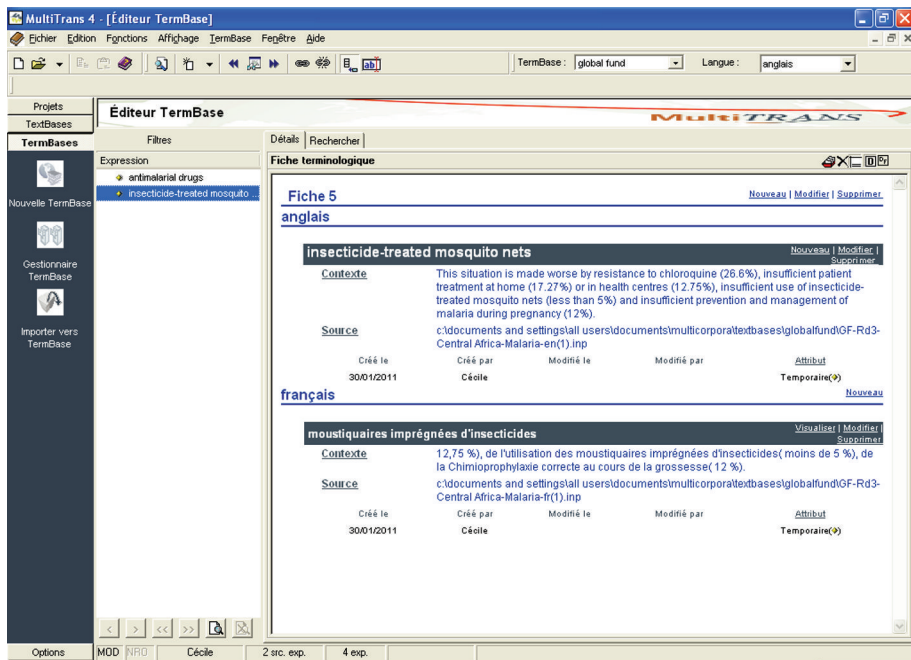 MultiTrans 4 - [Éditeur TermBase]
Fichier Edition Fonctions Affichage TermBase Fenêtre Aide
TermBase : global fund Langue : anglais
Projets
TextBases
TermBases
Nouvelle TermBase
Gestionnaire
TermBase
Importer vers
TermBase
Options
Éditeur TermBase
MultiTRANS
Filtres
Expression
antimalarial drugs
insecticide-treated mosquito ...
Détails Rechercher
Fiche terminologique
Fiche 5 Nouveau | Modifier | Supprimer
anglais
insecticide-treated mosquito nets Nouveau | Modifier |
Supprimer
Contexte This situation is made worse by resistance to chloroquine (26.6%), insufficient patient
treatment at home (17.27%) or in health centres (12.75%), insufficient use of insecticide-
treated mosquito nets (less than 5%) and insufficient prevention and management of
malaria during pregnancy (12%).
Source c:\documents and settings\all users\documents\multicorpora\textbases\globalfund\GF-Rd3-
Central Africa-Malaria-en(1).inp
Créé le Créé par Modifié le Modifié par Attribut
30/01/2011 Cécile Temporaire( )
français Nouveau
moustiquaires imprégnées d'insecticides Visualiser | Modifier |
Supprimer
Contexte 12,75 %), de l'utilisation des moustiquaires imprégnées d'insecticides( moins de 5 %), de
la Chimioprophylaxie correcte au cours de la grossesse( 12 %).
Source c:\documents and settings\all users\documents\multicorpora\textbases\globalfund\GF-Rd3-
Central Africa-Malaria-fr(1).inp
Créé le Créé par Modifié le Modifié par Attribut
30/01/2011 Cécile Temporaire( )
< > << >>
MOD NRO Cécile 2 src. exp. 4 exp.